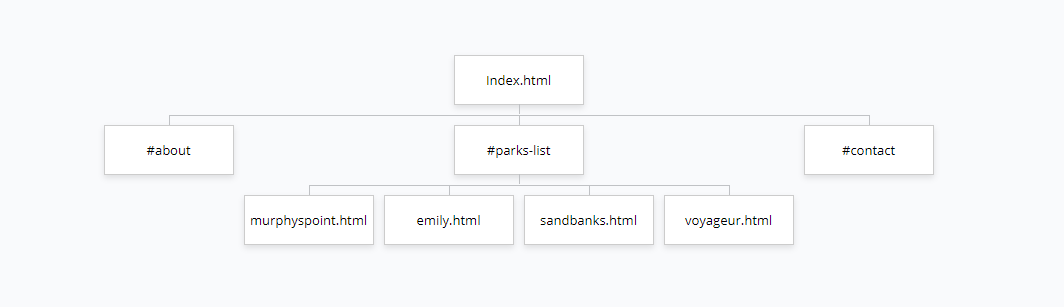 Index.html
#about
#parks-list
#contact
murphyspoint.html
emily.html
sandbanks.html
voyageur.html